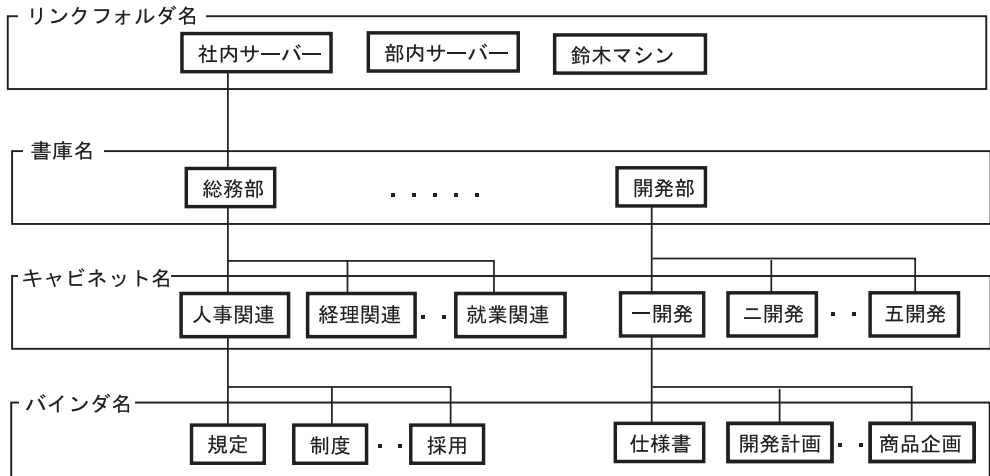 リンクフォルダ名
社内サーバー 部内サーバー 鈴木マシン
書庫名
総務部 ・・・・・ 開発部
キャビネット名
人事関連 経理関連 ・・ 就業関連 一開発 二開発 ・・ 五開発
バインダ名
規定 制度 ・・ 採用 仕様書 開発計画 ・・ 商品企画